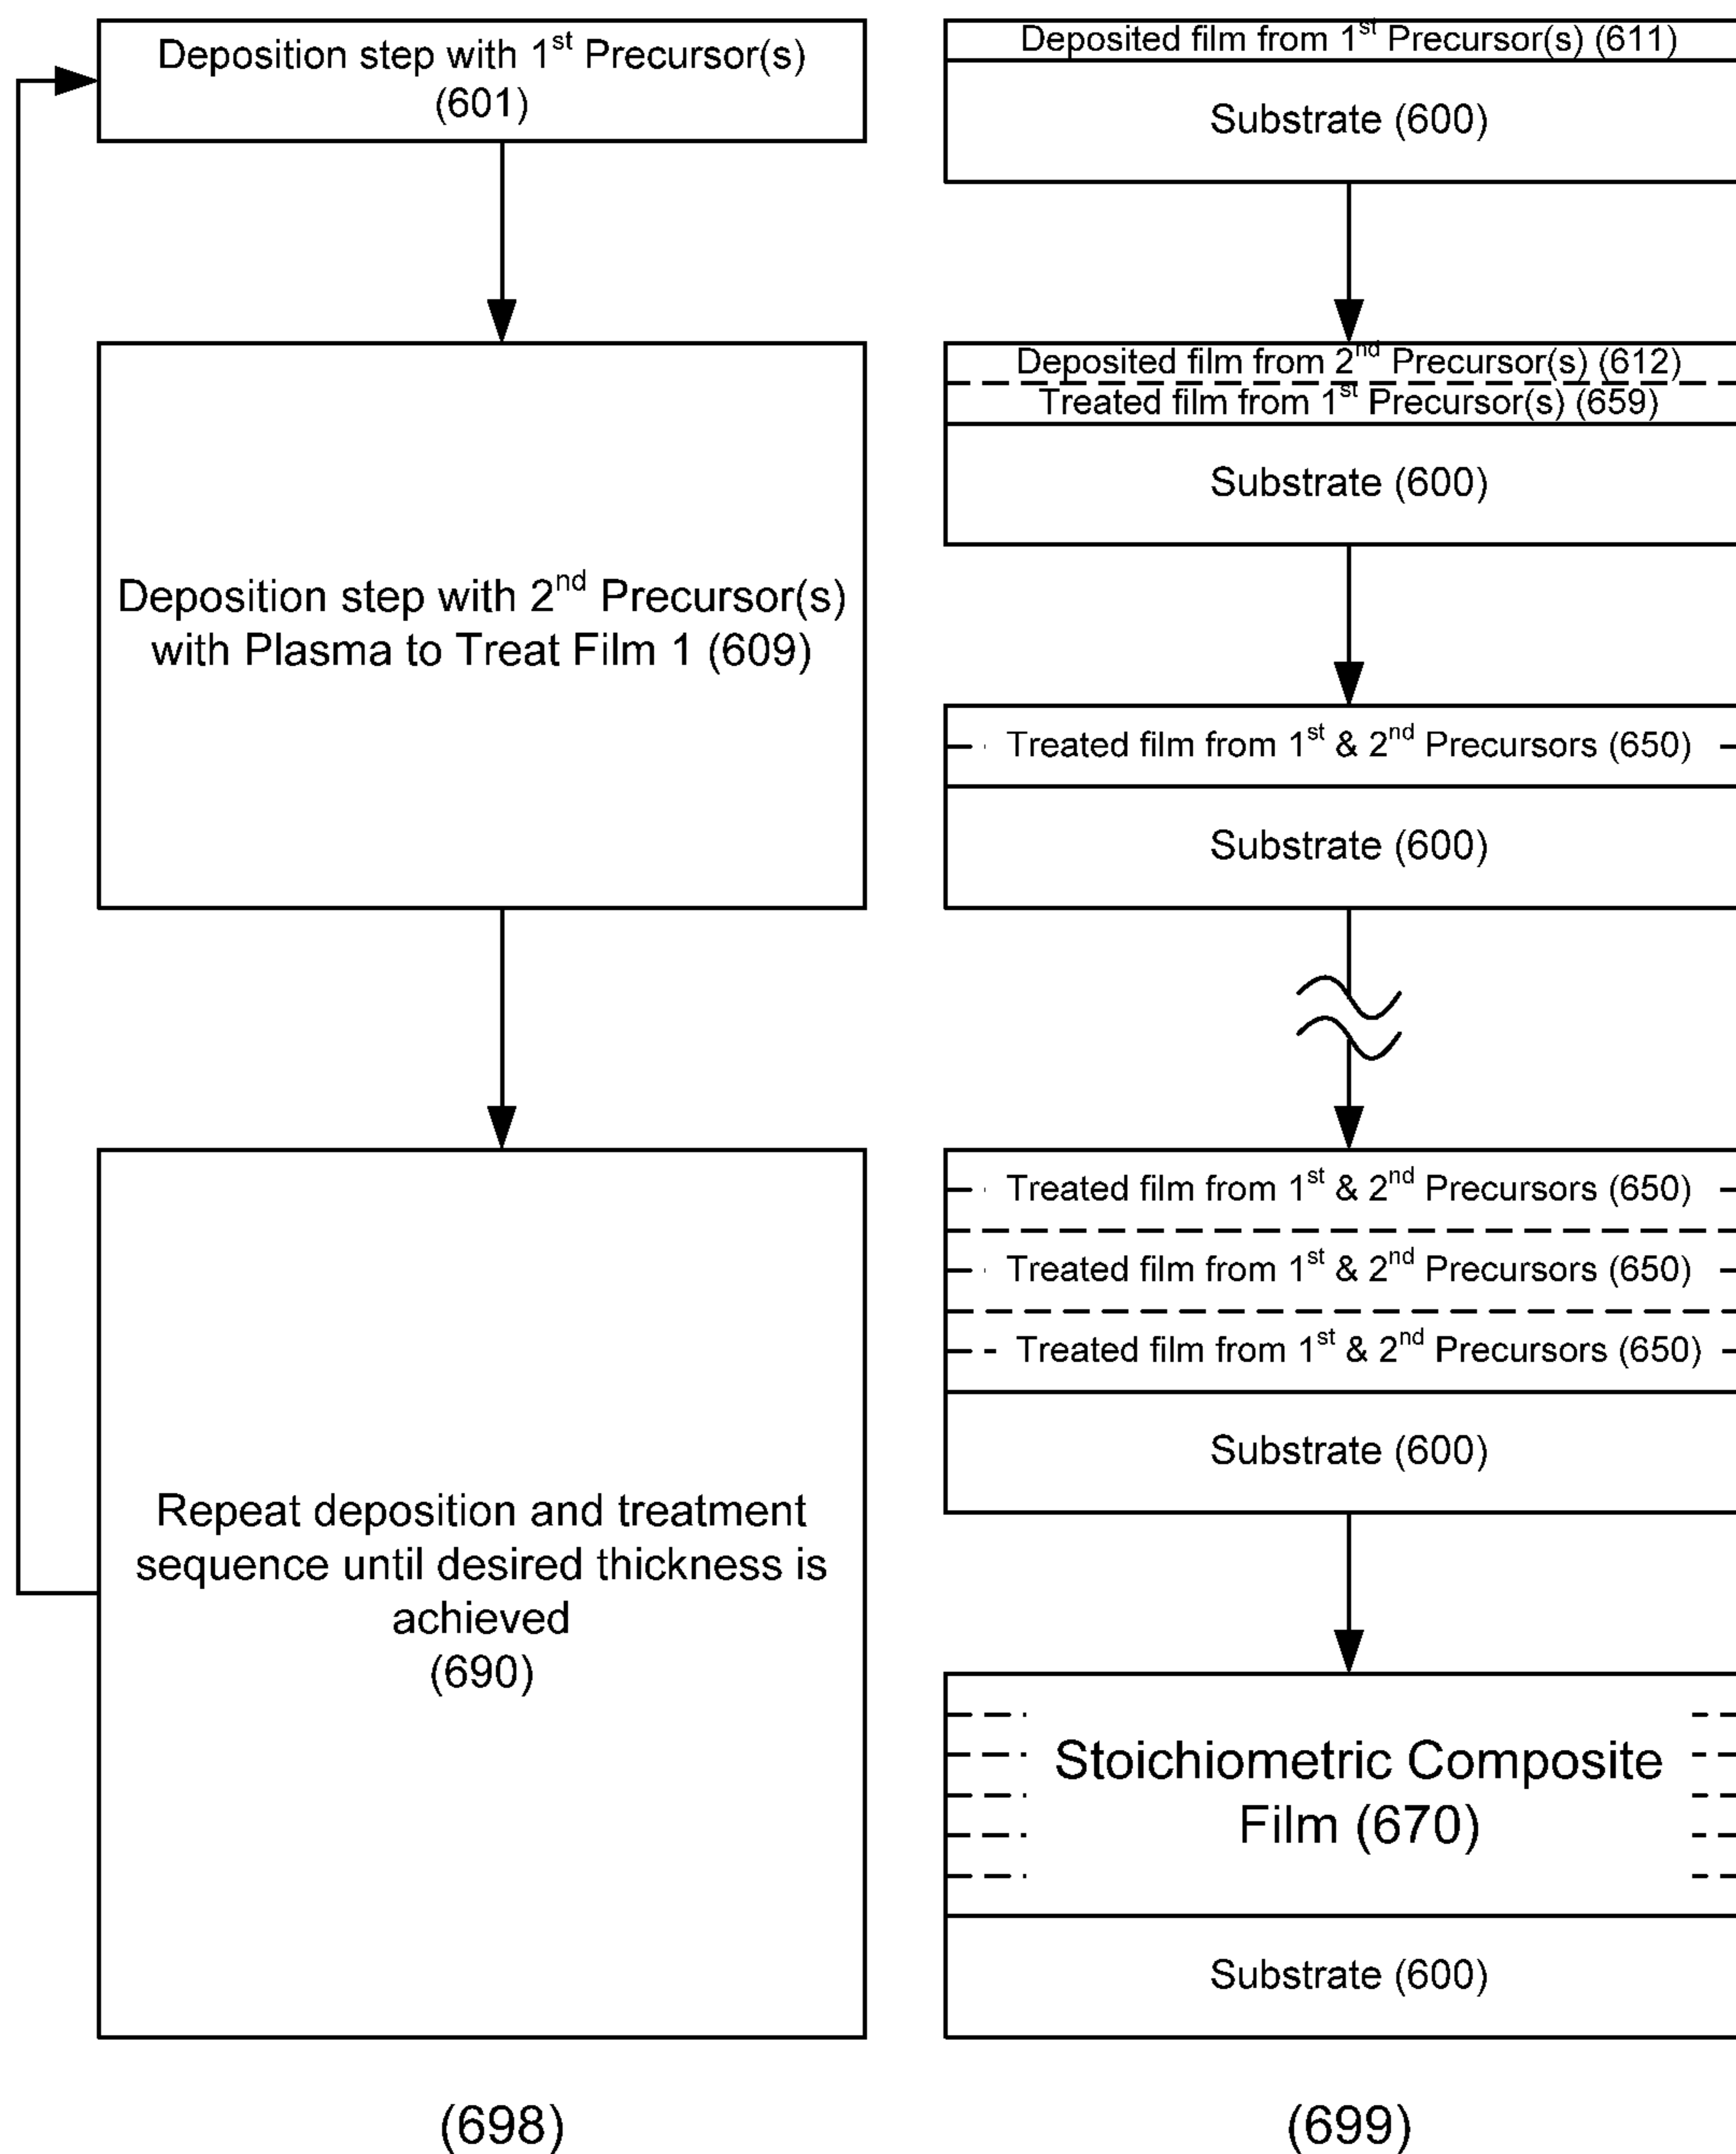 Deposition step with 1st Precursor(s)
(601)
Deposition step with 2nd Precursor(s)
with Plasma to Treat Film 1 (609)
Repeat deposition and treatment
sequence until desired thickness is
achieved
(690)
(698)
Deposited film from 1st Precursor(s) (611)
Substrate (600)
Deposited film from 2nd Precursor(s) (612)
Treated film from 1st Precursor(s) (659)
Substrate (600)
Treated film from 1st & 2nd Precursors (650)
Substrate (600)
Treated film from 1st & 2nd Precursors (650)
Treated film from 1st & 2nd Precursors (650)
Treated film from 1st & 2nd Precursors (650)
Substrate (600)
Stoichiometric Composite
Film (670)
Substrate (600)
(699)